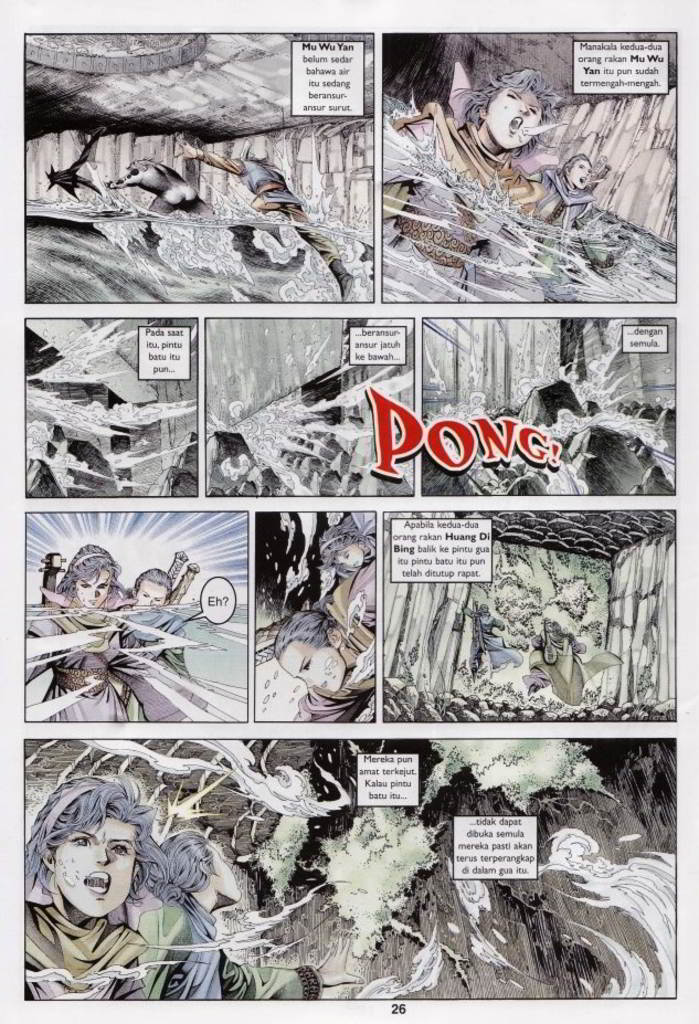 Mu Wu Yan
belum sedar
bahawa air
itu sedang
beransur-
ansur surut.
Manakala kedua-dua
orang rakan Mu Wu
Yan itu pun sudah
termengah-mengah.
Pada saat
itu, pintu
batu itu
pun...
...beransur-
ansur jatuh
ke bawah...
...dengan
semula.
PONG!
Eh?
Apabila kedua-dua
orang rakan Huang Di
Bing balik ke pintu gua
itu pintu batu itu pun
telah ditutup rapat.
Mereka pun
amat terkejut.
Kalau pintu
batu itu...
...tidak dapat
dibuka semula
mereka pasti akan
terus terperangkap
di dalam gua itu.
26